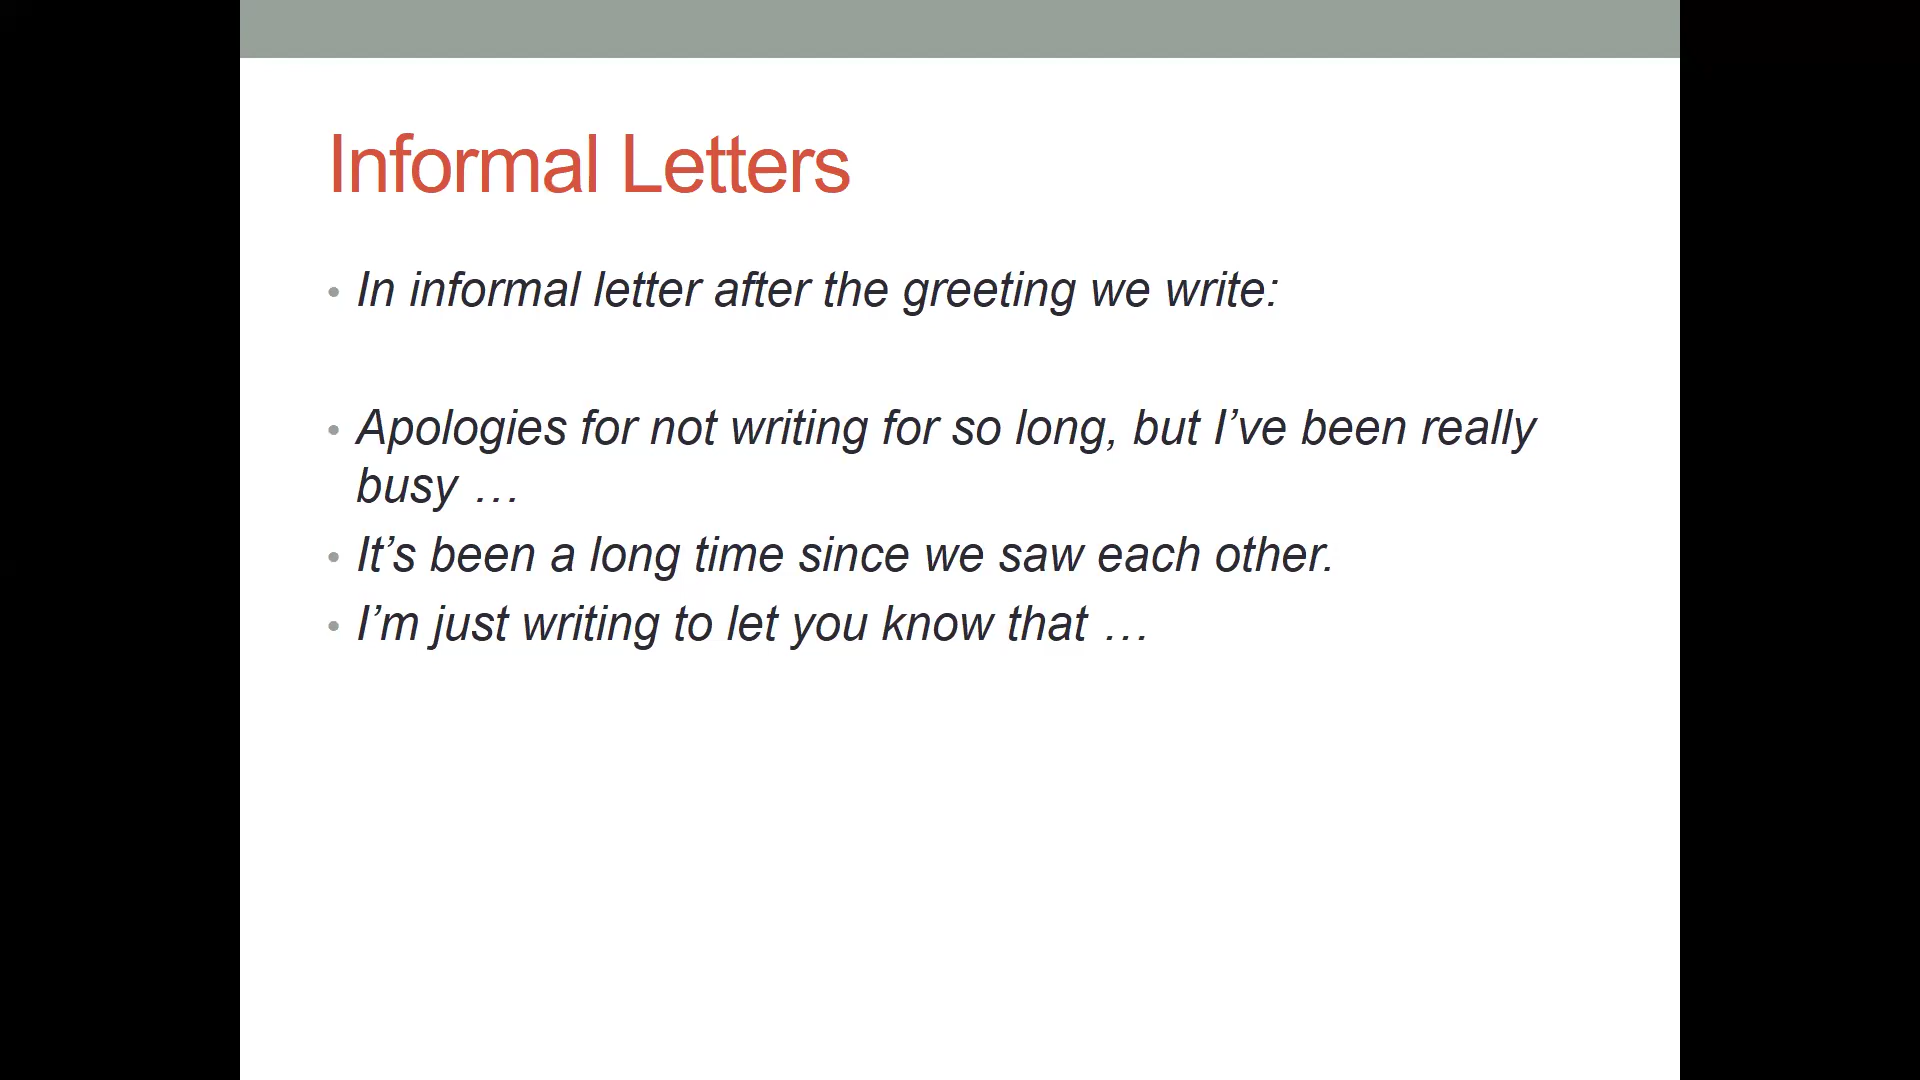 Informal Letters
• In informal letter after the greeting we write:
• Apologies for not writing for so long, but I’ve been really
busy …
• It’s been a long time since we saw each other.
• I’m just writing to let you know that …